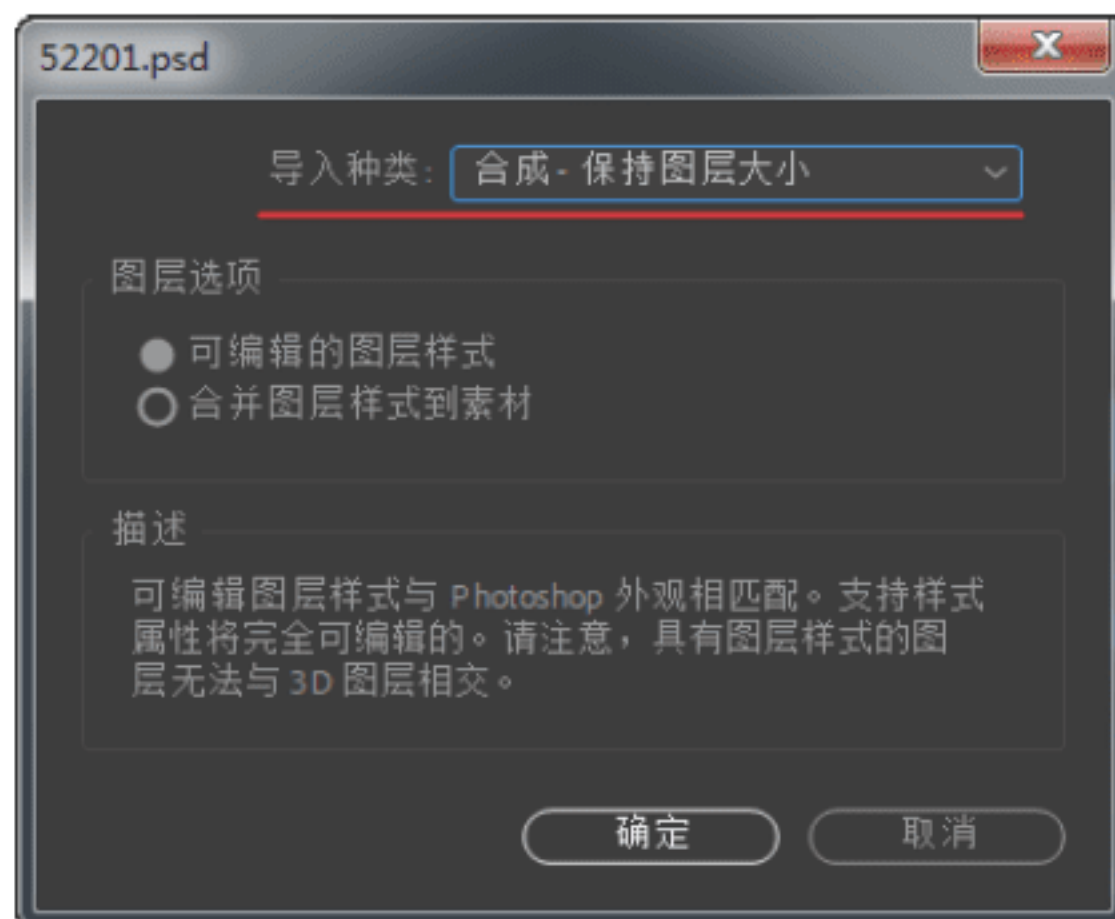 52201.psd
导入种类: 合成 - 保持图层大小
图层选项
可编辑的图层样式
合并图层样式到素材
描述
可编辑图层样式与 Photoshop 外观相匹配。支持样式
属性将完全可编辑的。请注意，具有图层样式的图
层无法与 3D 图层相交。
确定 取消